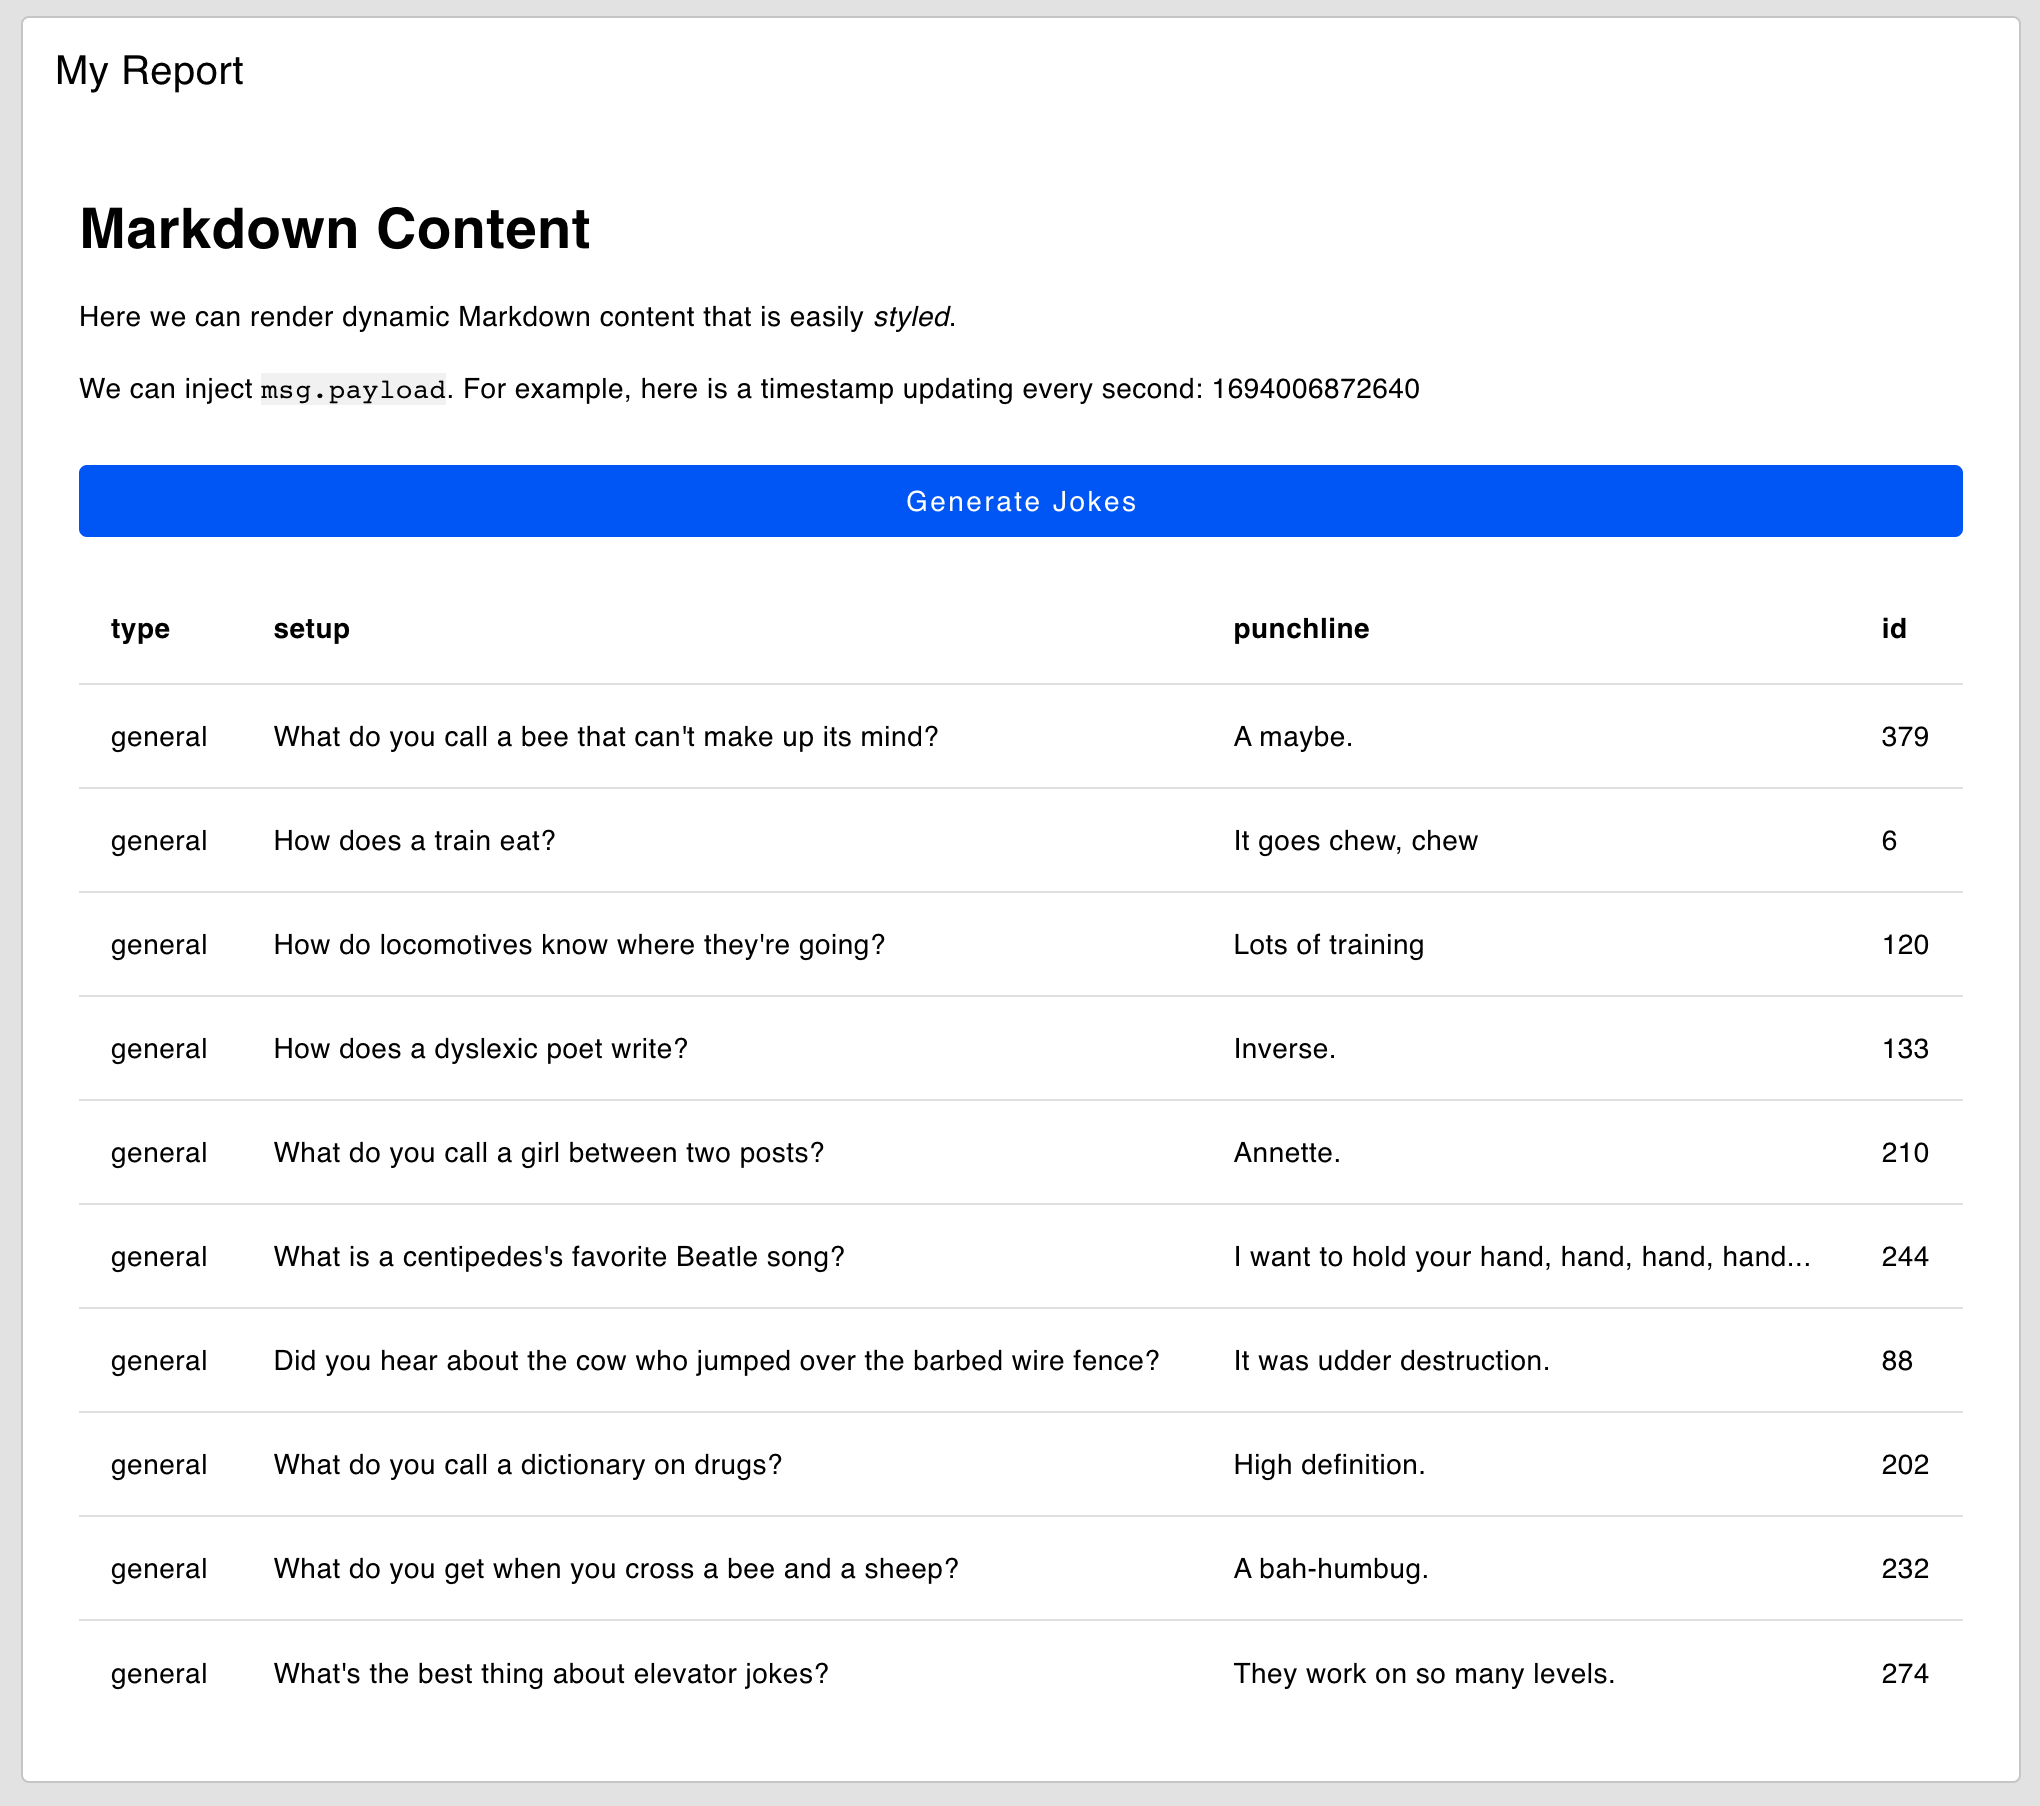 My Report
Markdown Content
Here we can render dynamic Markdown content that is easily styled.
We can inject msg.payload. For example, here is a timestamp updating every second: 1694006872640
Generate Jokes
type setup punchline id
general What do you call a bee that can't make up its mind? A maybe. 379
general How does a train eat? It goes chew, chew 6
general How do locomotives know where they're going? Lots of training 120
general How does a dyslexic poet write? Inverse. 133
general What do you call a girl between two posts? Annette. 210
general What is a centipedes's favorite Beatle song? I want to hold your hand, hand, hand, hand... 244
general Did you hear about the cow who jumped over the barbed wire fence? It was udder destruction. 88
general What do you call a dictionary on drugs? High definition. 202
general What do you get when you cross a bee and a sheep? A bah-humbug. 232
general What's the best thing about elevator jokes? They work on so many levels. 274